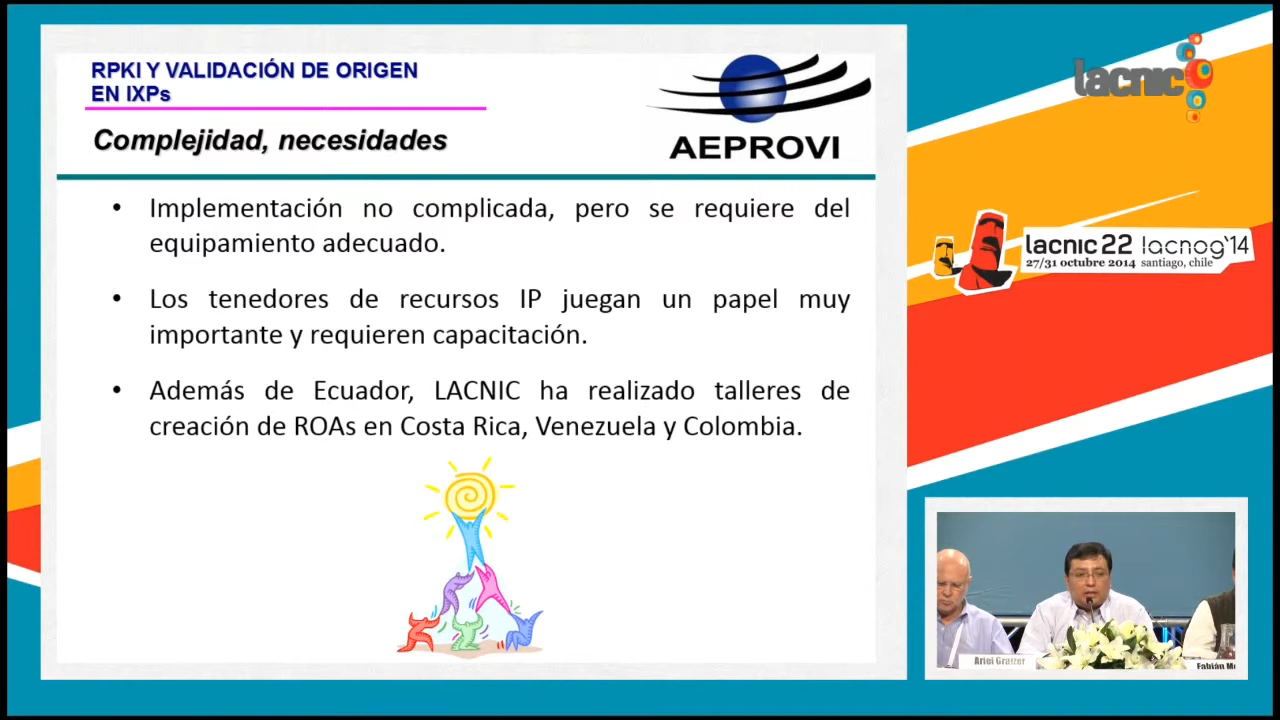 RPKI Y VALIDACIÓN DE ORIGEN
EN IXPs
Complejidad, necesidades
AEPROVI
• Implementación no complicada, pero se requiere del
equipamiento adecuado.
• Los tenedores de recursos IP juegan un papel muy
importante y requieren capacitación.
• Además de Ecuador, LACNIC ha realizado talleres de
creación de ROAs en Costa Rica, Venezuela y Colombia.
lacnic
lacnic 22 lacnog'14
27/31 octubre 2014 santiago, chile
Ariel Graizer
Fabián Me